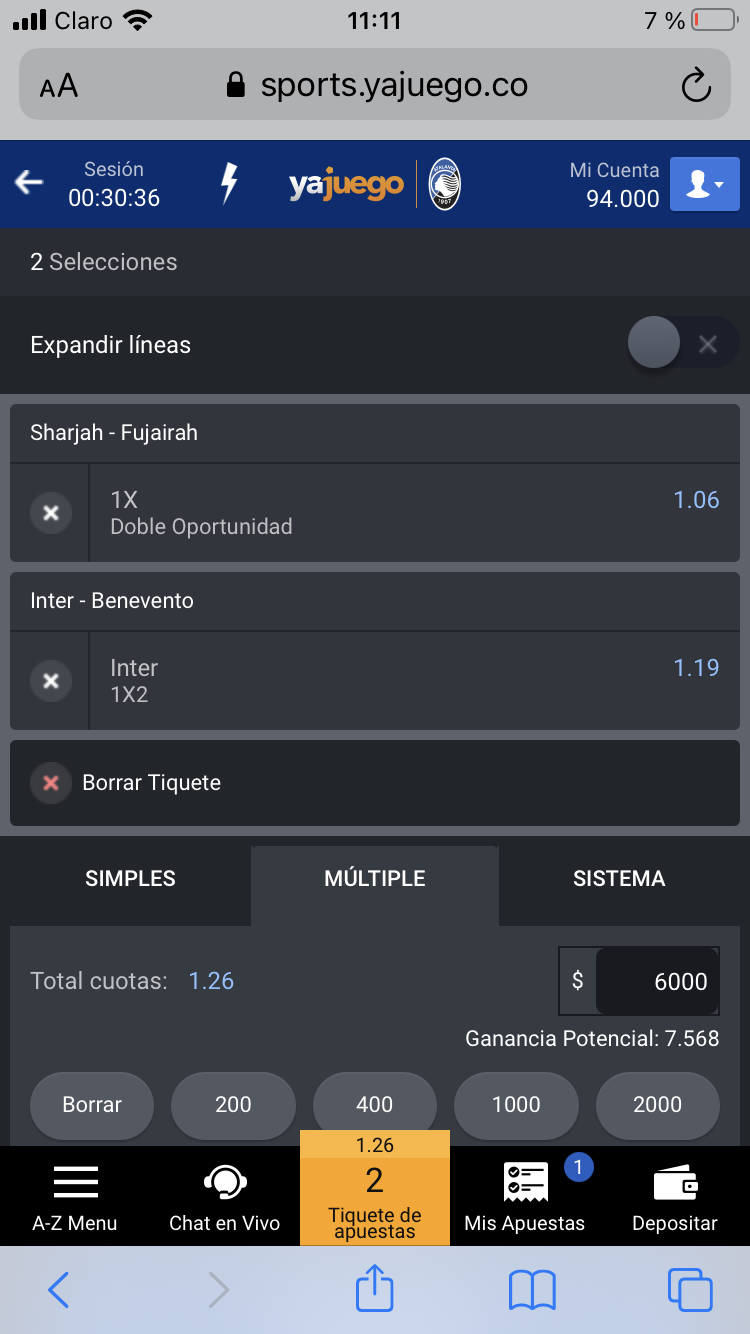 Claro 11:11 7 %
AA sports.yajuego.co
Sesión
00:30:36
yajuego
ATALANTA
1907
Mi Cuenta
94.000
2 Selecciones
Expandir líneas
Sharjah - Fujairah
1X 1.06
Doble Oportunidad
Inter - Benevento
Inter 1.19
1X2
Borrar Tiquete
SIMPLES MÚLTIPLE SISTEMA
Total cuotas: 1.26 $ 6000
Ganancia Potencial: 7.568
Borrar 200 400 1000 2000
1.26
2
Tiquete de
apuestas
1
A-Z Menu Chat en Vivo Mis Apuestas Depositar